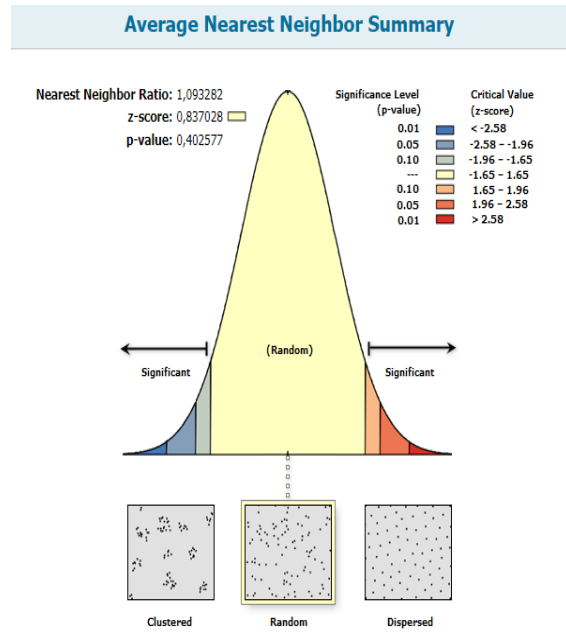 Average Nearest Neighbor Summary
Nearest Neighbor Ratio: 1,093282
z-score: 0,837028
p-value: 0,402577
Significance Level (p-value) Critical Value (z-score)
0.01 < -2.58
0.05 -2.58 - -1.96
0.10 -1.96 - -1.65
--- -1.65 - 1.65
0.10 1.65 - 1.96
0.05 1.96 - 2.58
0.01 > 2.58
(Random)
Significant Significant
Clustered Random Dispersed